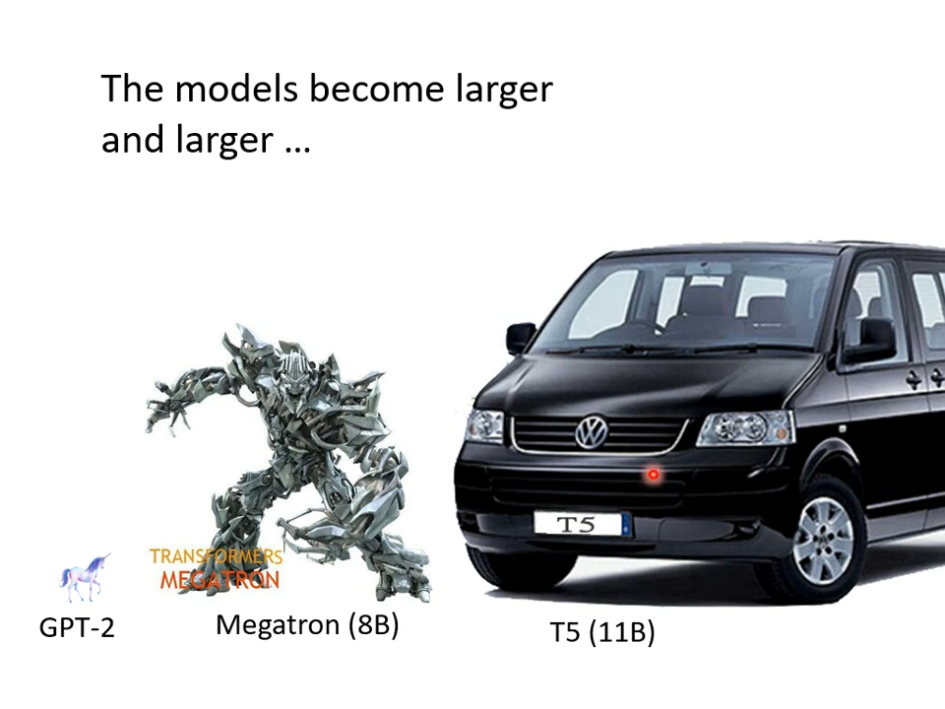 The models become larger
and larger ...
TRANSFORMERS
MEGATRON
T5
GPT-2
Megatron (8B)
T5 (11B)